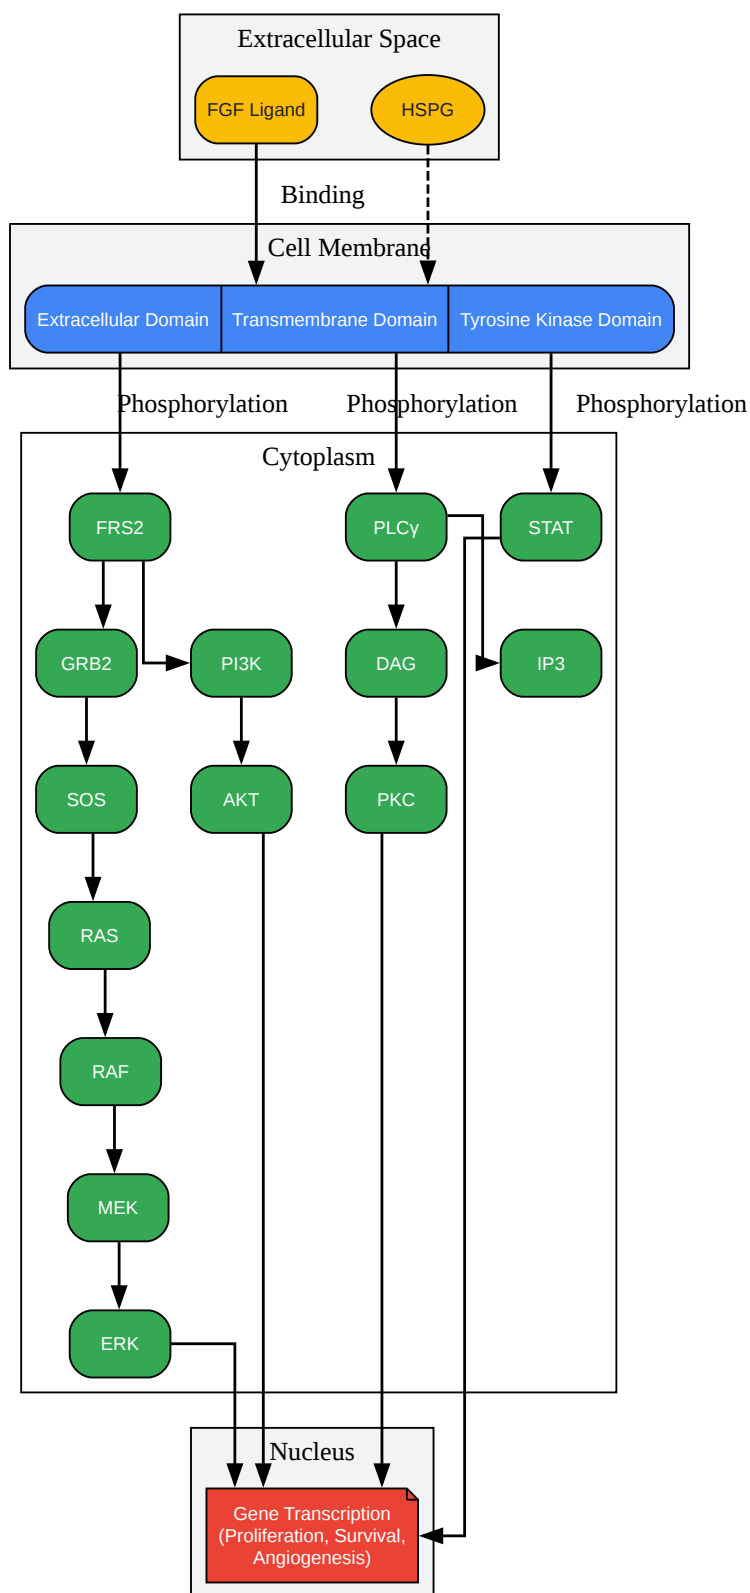 Extracellular Space
FGF Ligand
HSPG
Binding
Cell Membrane
Extracellular Domain
Transmembrane Domain
Tyrosine Kinase Domain
Phosphorylation
Phosphorylation
Phosphorylation
Cytoplasm
FRS2
PLCγ
STAT
GRB2
PI3K
DAG
IP3
SOS
AKT
PKC
RAS
RAF
MEK
ERK
Nucleus
Gene Transcription
(Proliferation, Survival,
Angiogenesis)